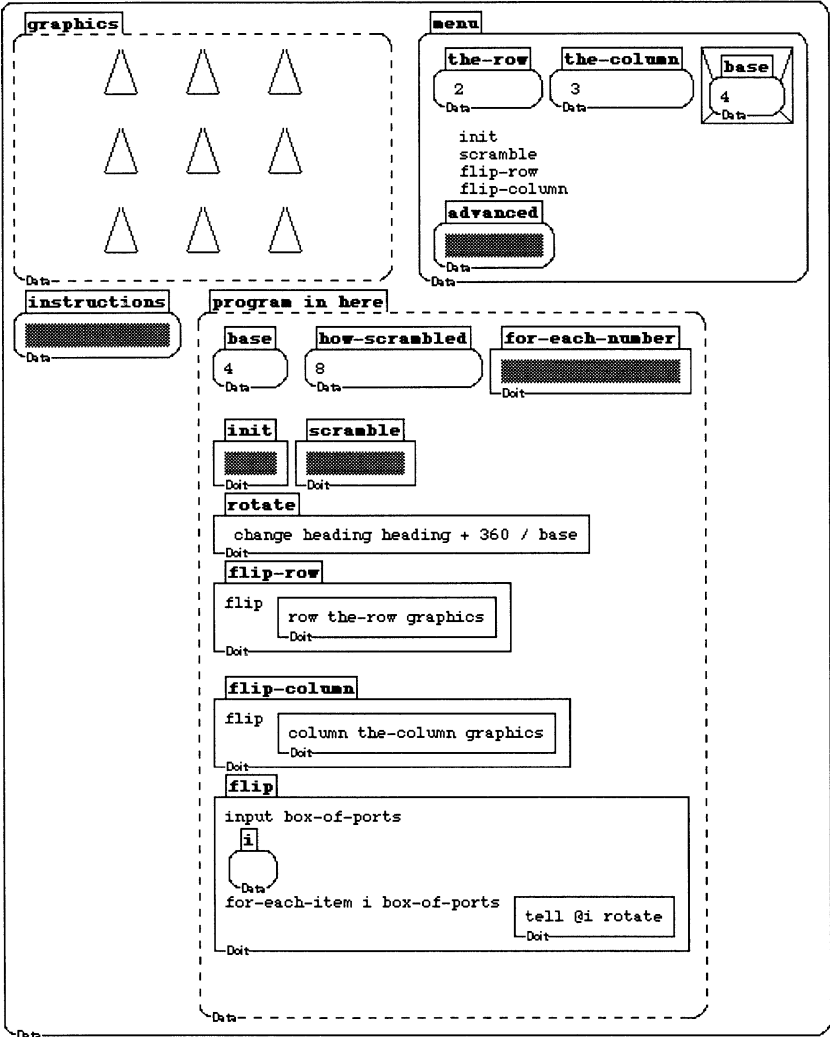 graphics
Data
menu
the-row
2
Data
the-column
3
Data
base
4
Data
init
scramble
flip-row
flip-column
advanced
Data
Data
instructions
Data
program in here
base
4
Data
how-scrambled
8
Data
for-each-number
Doit
init
Doit
scramble
Doit
rotate
change heading heading + 360 / base
Doit
flip-row
flip
row the-row graphics
Doit
Doit
flip-column
flip
column the-column graphics
Doit
Doit
flip
input box-of-ports
i
Data
for-each-item i box-of-ports
tell @i rotate
Doit
Doit
Data
Data